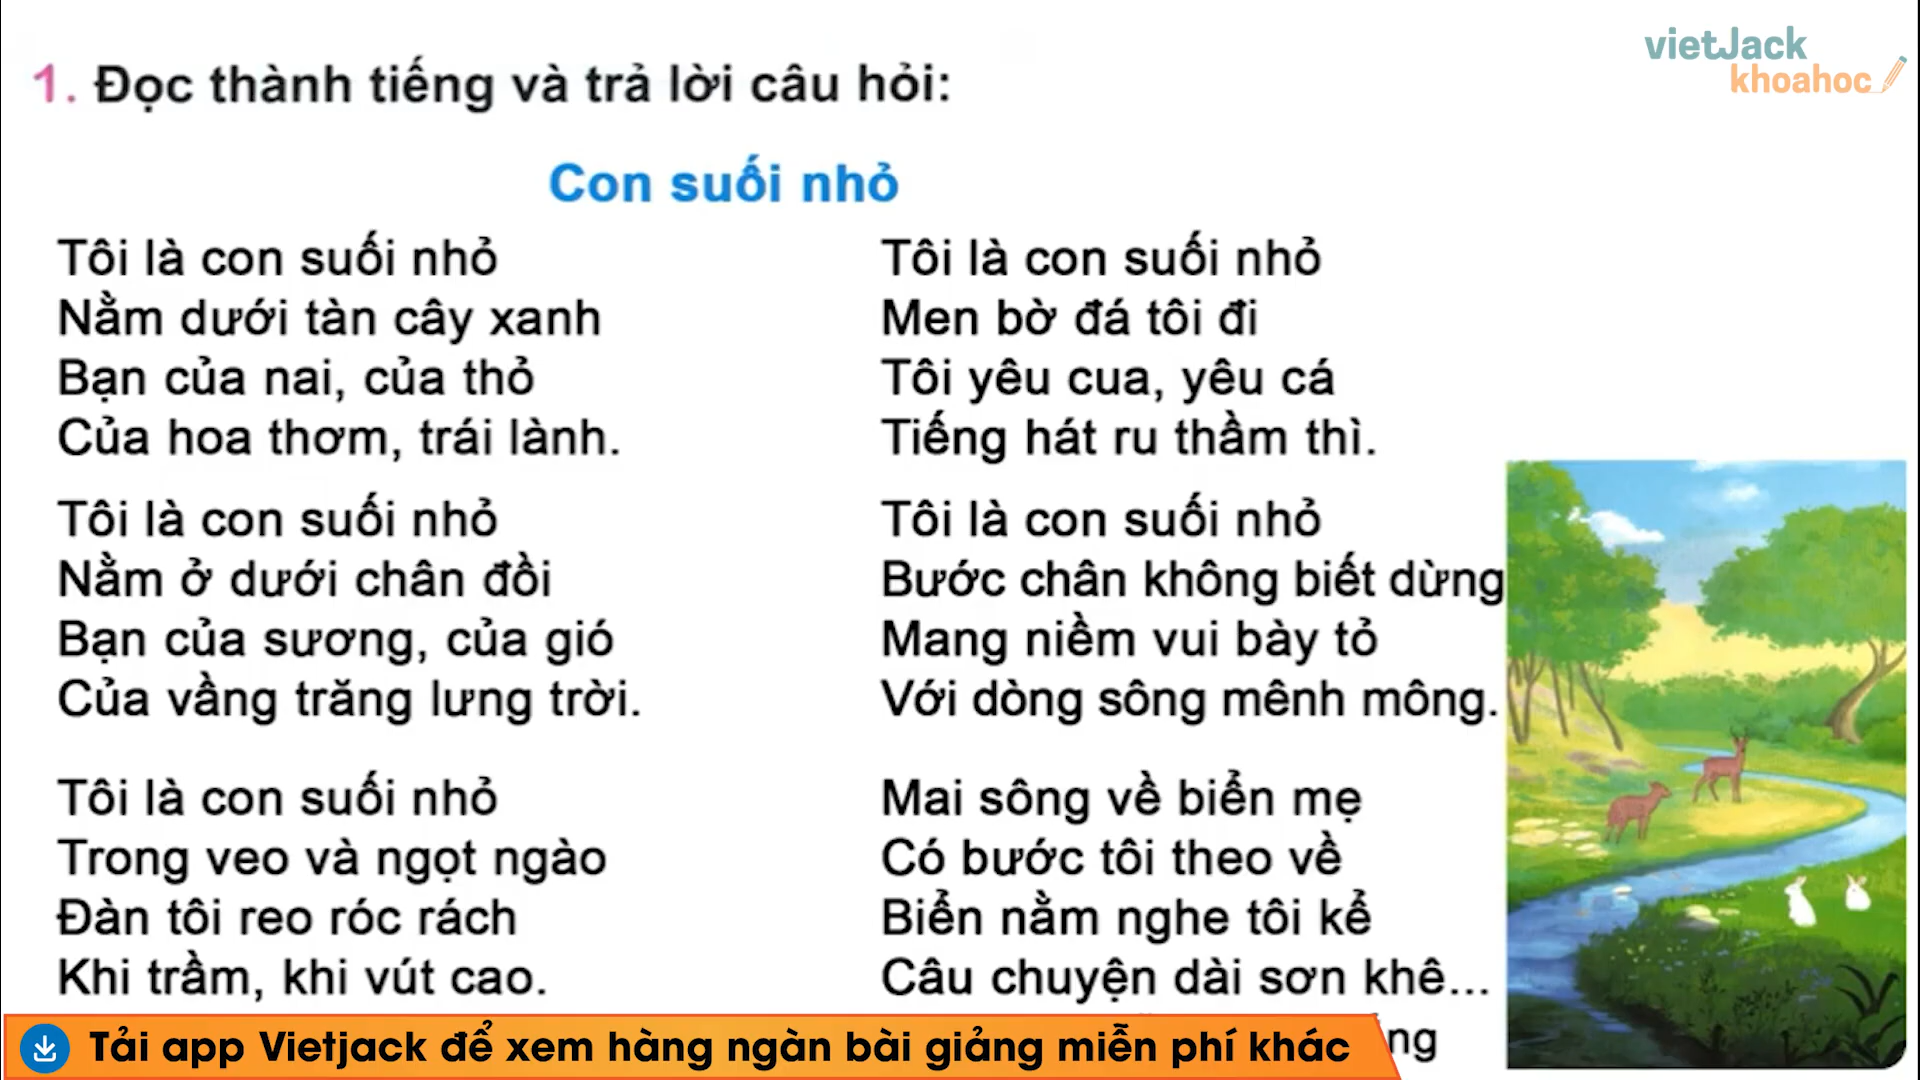 vietJack
khoahoc
1. Đọc thành tiếng và trả lời câu hỏi:
Con suối nhỏ
Tôi là con suối nhỏ
Nằm dưới tàn cây xanh
Bạn của nai, của thỏ
Của hoa thơm, trái lành.
Tôi là con suối nhỏ
Nằm ở dưới chân đồi
Bạn của sương, của gió
Của vầng trăng lưng trời.
Tôi là con suối nhỏ
Trong veo và ngọt ngào
Đàn tôi reo róc rách
Khi trầm, khi vút cao.
Tôi là con suối nhỏ
Men bờ đá tôi đi
Tôi yêu cua, yêu cá
Tiếng hát ru thầm thì.
Tôi là con suối nhỏ
Bước chân không biết dừng
Mang niềm vui bày tỏ
Với dòng sông mênh mông.
Mai sông về biển mẹ
Có bước tôi theo về
Biển nằm nghe tôi kể
Câu chuyện dài sơn khê...
Tải app Vietjack để xem hàng ngàn bài giảng miễn phí khác